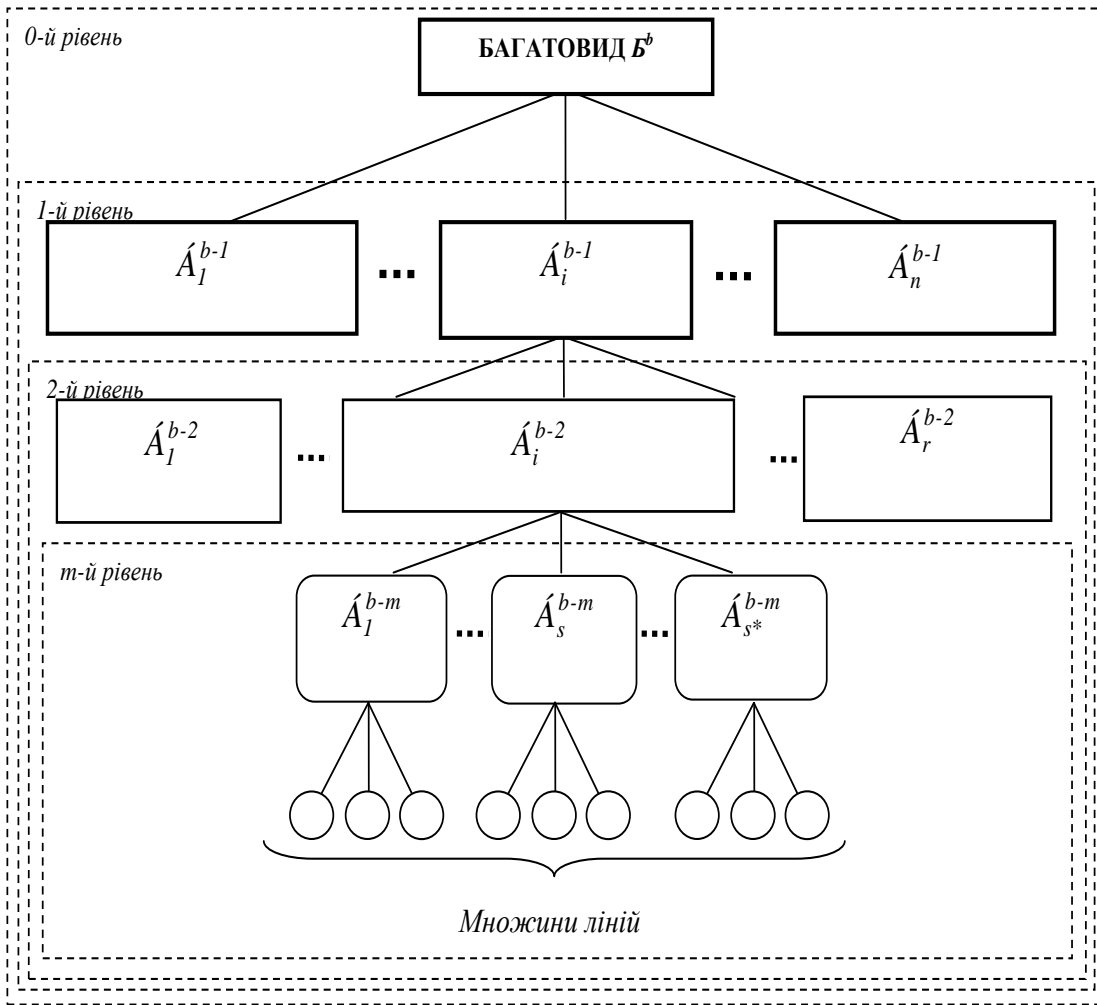 0-й рівень
БАГАТОВИД Б^b
1-й рівень
Á_1^{b-1} ... Á_i^{b-1} ... Á_n^{b-1}
2-й рівень
Á_1^{b-2} ... Á_i^{b-2} ... Á_r^{b-2}
m-й рівень
Á_1^{b-m} ... Á_s^{b-m} ... Á_{s*}^{b-m}
Множини ліній